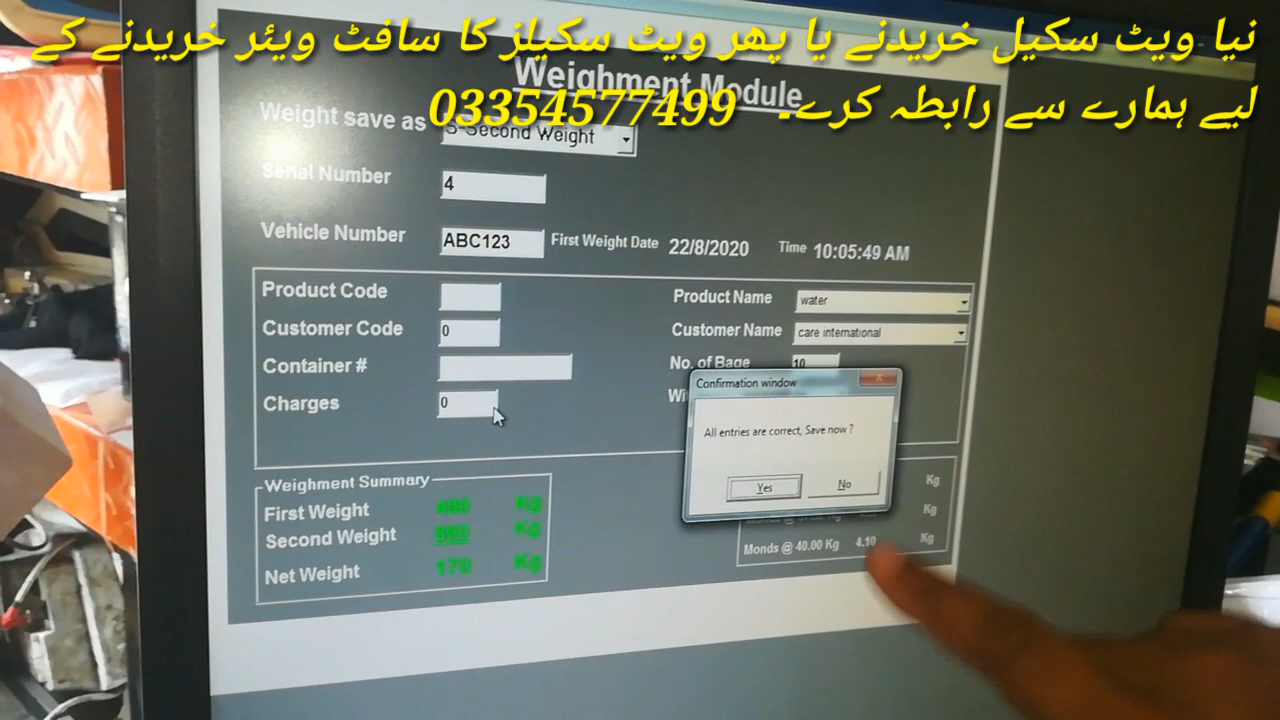 نیا ویٹ سکیل خریدنے یا پھر ویٹ سکیلز کا سافٹ ویئر خریدنے کے
لیے ہمارے سے رابطہ کرے۔ 03354577499
Weighment Module
Weight save as S-Second Weight
Serial Number 4
Vehicle Number ABC123 First Weight Date 22/8/2020 Time 10:05:49 AM
Product Code Product Name water
Customer Code 0 Customer Name care international
Container # No. of Bage 10
Charges 0
Confirmation window
All entries are correct, Save now ?
Yes No
Weighment Summary
First Weight Kg Kg
Second Weight Kg Kg
Net Weight 170 Kg
Monds @ 40.00 Kg 4.10 Kg